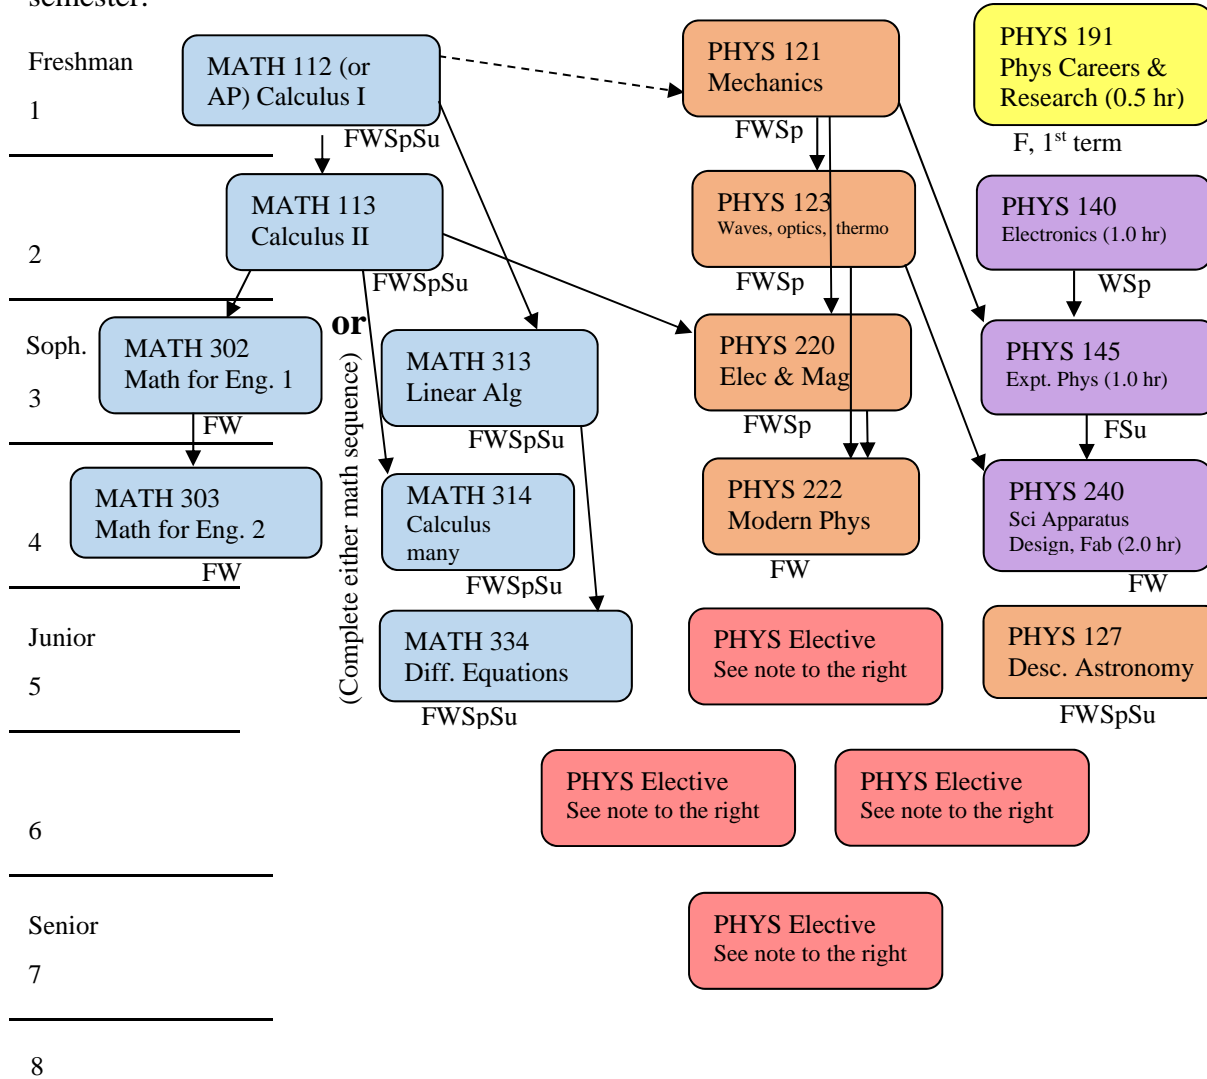 semester.
Freshman
1
MATH 112 (or
AP) Calculus I
FWSpSu
PHYS 121
Mechanics
FWSp
PHYS 191
Phys Careers &
Research (0.5 hr)
F, 1st term
2
MATH 113
Calculus II
FWSpSu
PHYS 123
Waves, optics, thermo
FWSp
PHYS 140
Electronics (1.0 hr)
WSp
Soph.
3
MATH 302
Math for Eng. 1
FW
or
(Complete either math sequence)
MATH 313
Linear Alg
FWSpSu
PHYS 220
Elec & Mag
FWSp
PHYS 145
Expt. Phys (1.0 hr)
FSu
4
MATH 303
Math for Eng. 2
FW
MATH 314
Calculus
many
FWSpSu
PHYS 222
Modern Phys
FW
PHYS 240
Sci Apparatus
Design, Fab (2.0 hr)
FW
Junior
5
MATH 334
Diff. Equations
FWSpSu
PHYS Elective
See note to the right
PHYS 127
Desc. Astronomy
FWSpSu
6
PHYS Elective
See note to the right
PHYS Elective
See note to the right
Senior
7
PHYS Elective
See note to the right
8